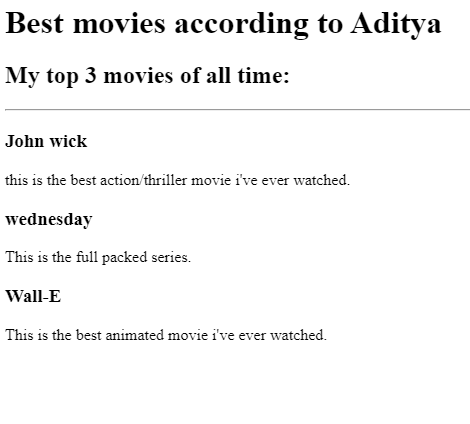 Best movies according to Aditya
My top 3 movies of all time:
John wick
this is the best action/thriller movie i've ever watched.
wednesday
This is the full packed series.
Wall-E
This is the best animated movie i've ever watched.